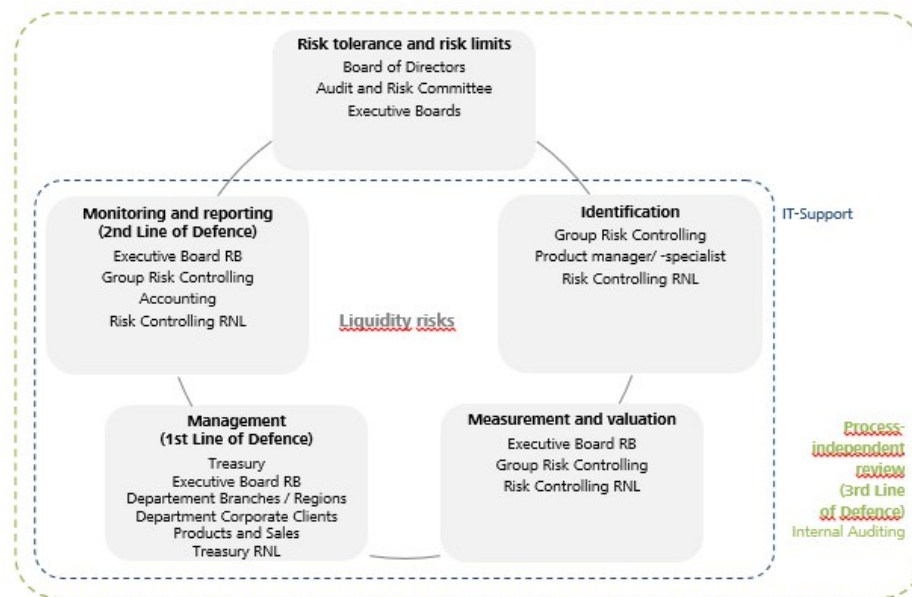 Risk tolerance and risk limits
Board of Directors
Audit and Risk Committee
Executive Boards
Monitoring and reporting
(2nd Line of Defence)
Executive Board RB
Group Risk Controlling
Accounting
Risk Controlling RNL
Identification
Group Risk Controlling
Product manager/ -specialist
Risk Controlling RNL
IT-Support
Liquidity risks
Management
(1st Line of Defence)
Treasury
Executive Board RB
Departement Branches / Regions
Department Corporate Clients
Products and Sales
Treasury RNL
Measurement and valuation
Executive Board RB
Group Risk Controlling
Risk Controlling RNL
Process-
independent
review
(3rd Line
of Defence)
Internal Auditing